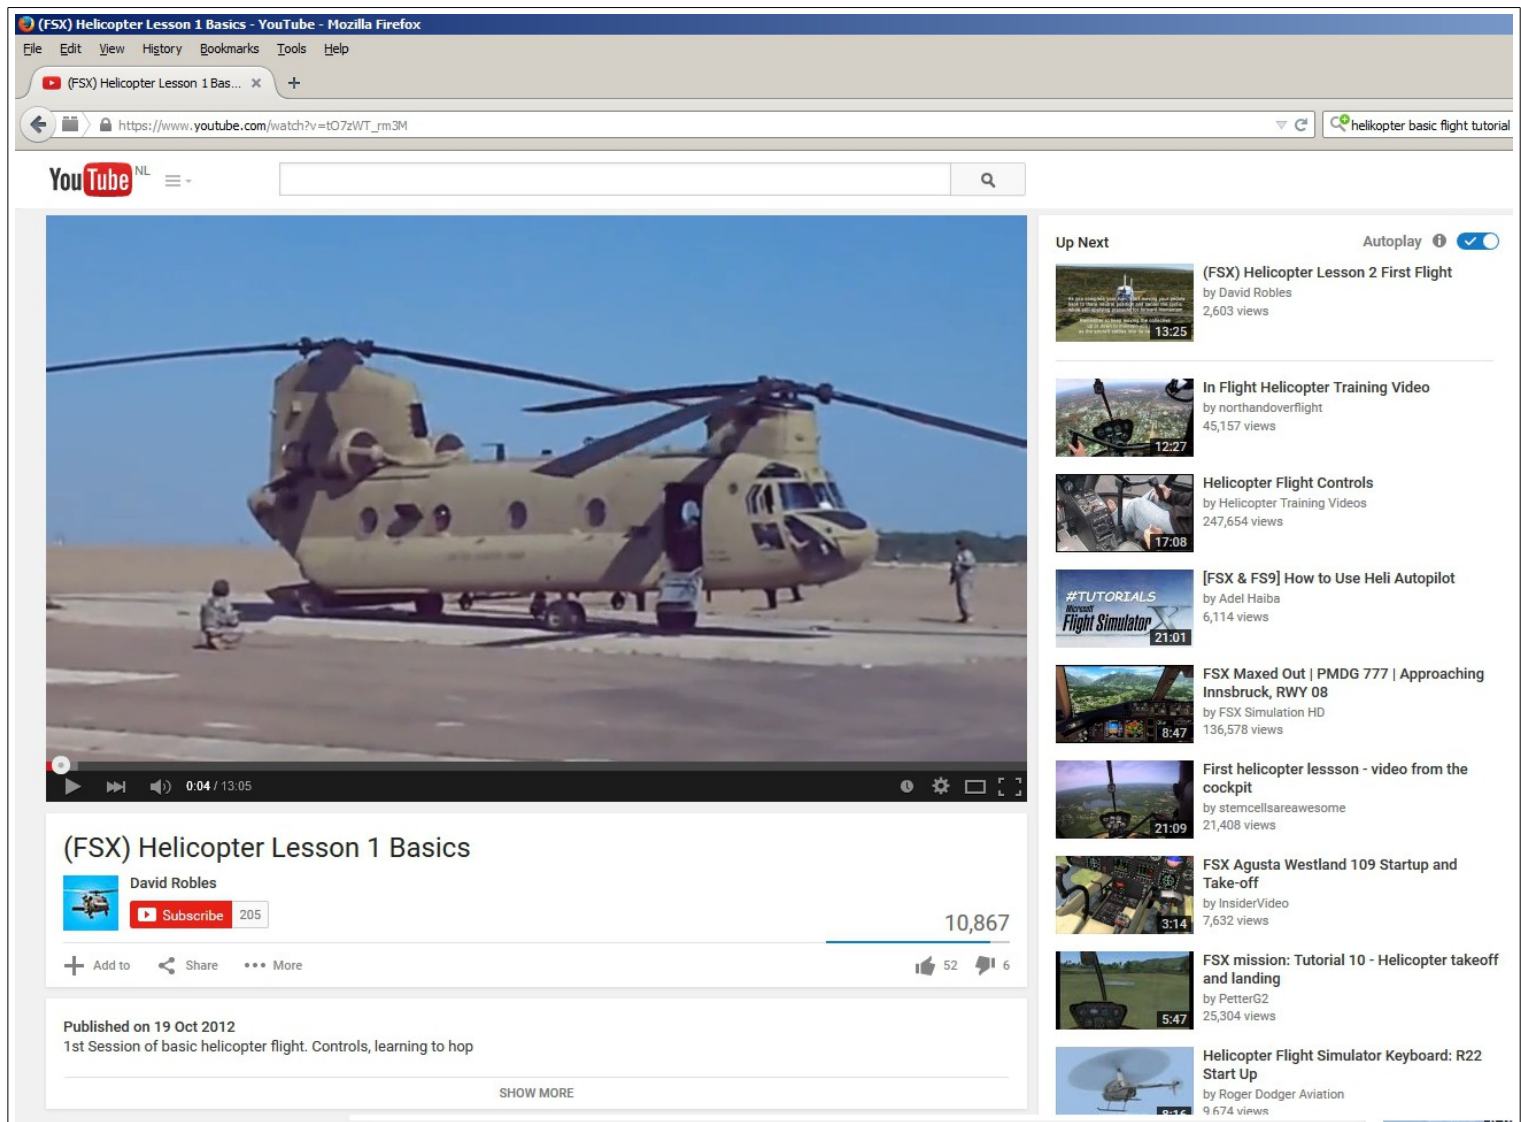 (FSX) Helicopter Lesson 1 Basics - YouTube - Mozilla Firefox
File Edit View History Bookmarks Tools Help
(FSX) Helicopter Lesson 1 Bas...
https://www.youtube.com/watch?v=tO7zWT_rm3M
helikopter basic flight tutorial
YouTube NL
0:04 / 13:05
(FSX) Helicopter Lesson 1 Basics
David Robles
Subscribe 205
10,867
Add to Share More
52 6
Published on 19 Oct 2012
1st Session of basic helicopter flight. Controls, learning to hop
SHOW MORE
Up Next Autoplay
13:25
(FSX) Helicopter Lesson 2 First Flight
by David Robles
2,603 views
12:27
In Flight Helicopter Training Video
by northandoverflight
45,157 views
17:08
Helicopter Flight Controls
by Helicopter Training Videos
247,654 views
#TUTORIALS
Microsoft
Flight Simulator X
21:01
[FSX & FS9] How to Use Heli Autopilot
by Adel Haiba
6,114 views
8:47
FSX Maxed Out | PMDG 777 | Approaching
Innsbruck, RWY 08
by FSX Simulation HD
136,578 views
21:09
First helicopter lessson - video from the
cockpit
by stemcellsareawesome
21,408 views
3:14
FSX Agusta Westland 109 Startup and
Take-off
by InsiderVideo
7,632 views
5:47
FSX mission: Tutorial 10 - Helicopter takeoff
and landing
by PetterG2
25,304 views
8:16
Helicopter Flight Simulator Keyboard: R22
Start Up
by Roger Dodger Aviation
9,674 views